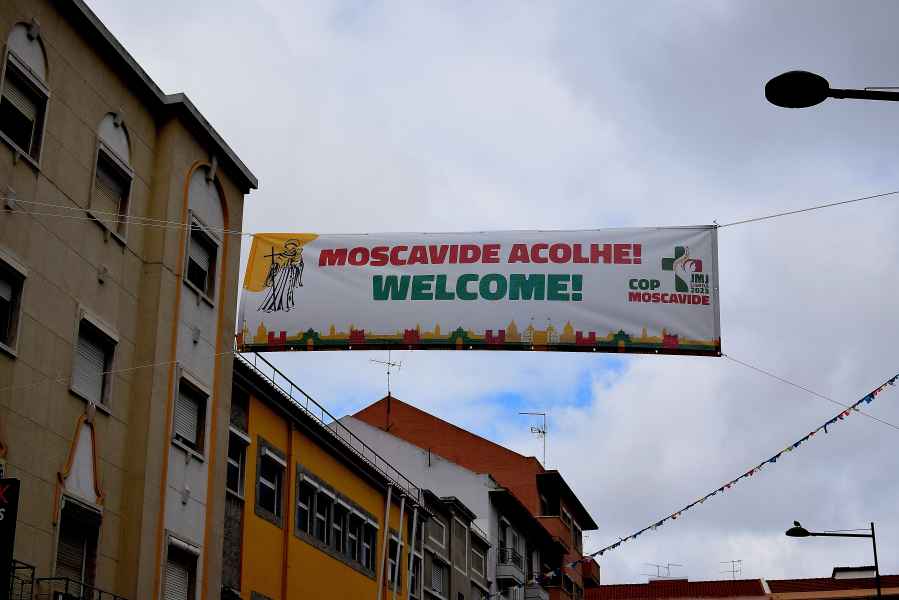 MOSCAVIDE ACOLHE!
WELCOME!
COP
MOSCAVIDE
JMJ
LISBOA
2023
X
S